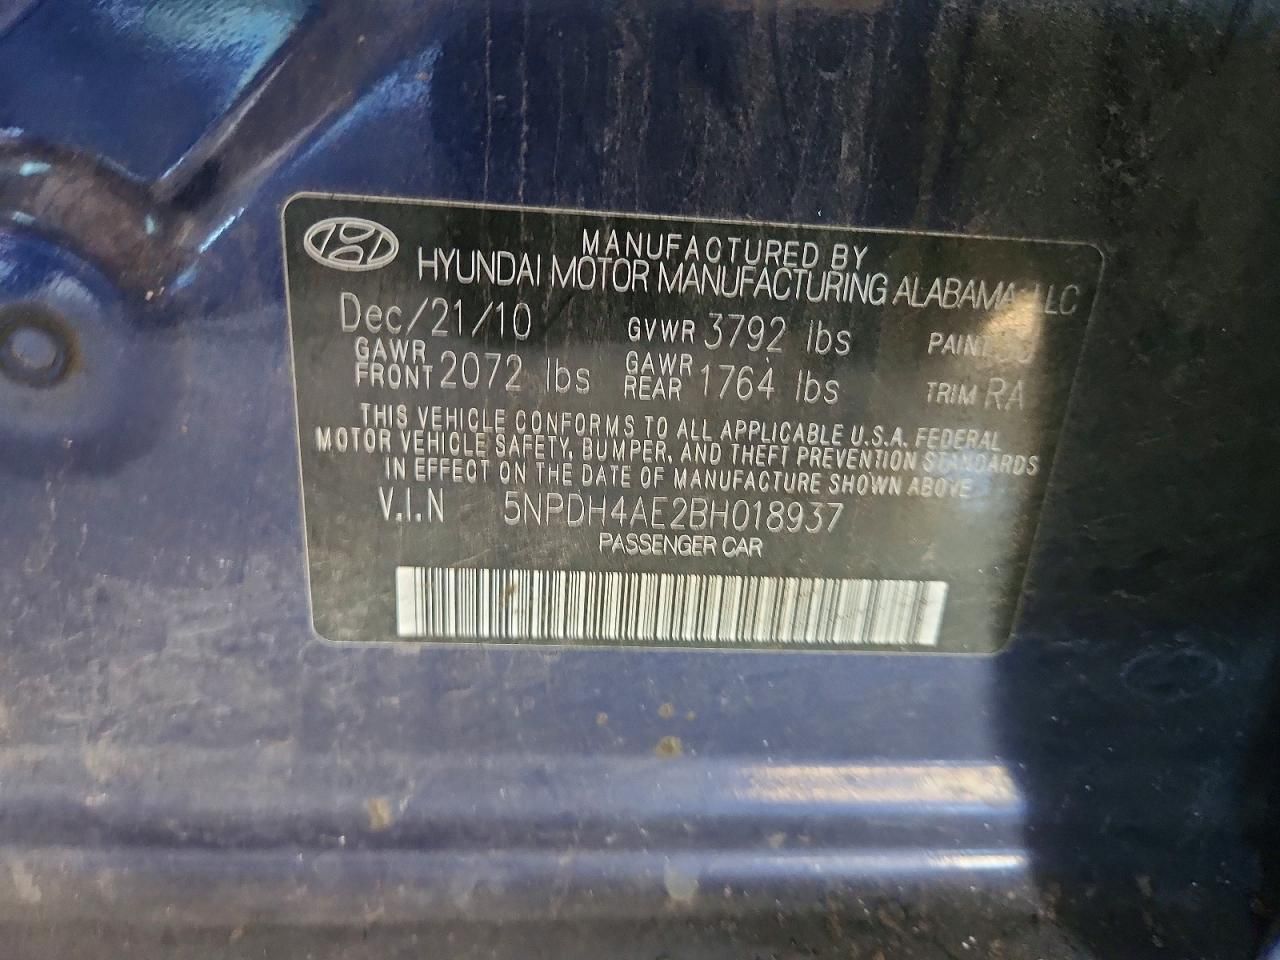 MANUFACTURED BY
HYUNDAI MOTOR MANUFACTURING ALABAMA, LLC
Dec/21/10 GVWR 3792 lbs PAINT
GAWR FRONT 2072 lbs GAWR REAR 1764 lbs TRIM RA
THIS VEHICLE CONFORMS TO ALL APPLICABLE U.S.A. FEDERAL
MOTOR VEHICLE SAFETY, BUMPER, AND THEFT PREVENTION STANDARDS
IN EFFECT ON THE DATE OF MANUFACTURE SHOWN ABOVE
V.I.N 5NPDH4AE2BH018937
PASSENGER CAR